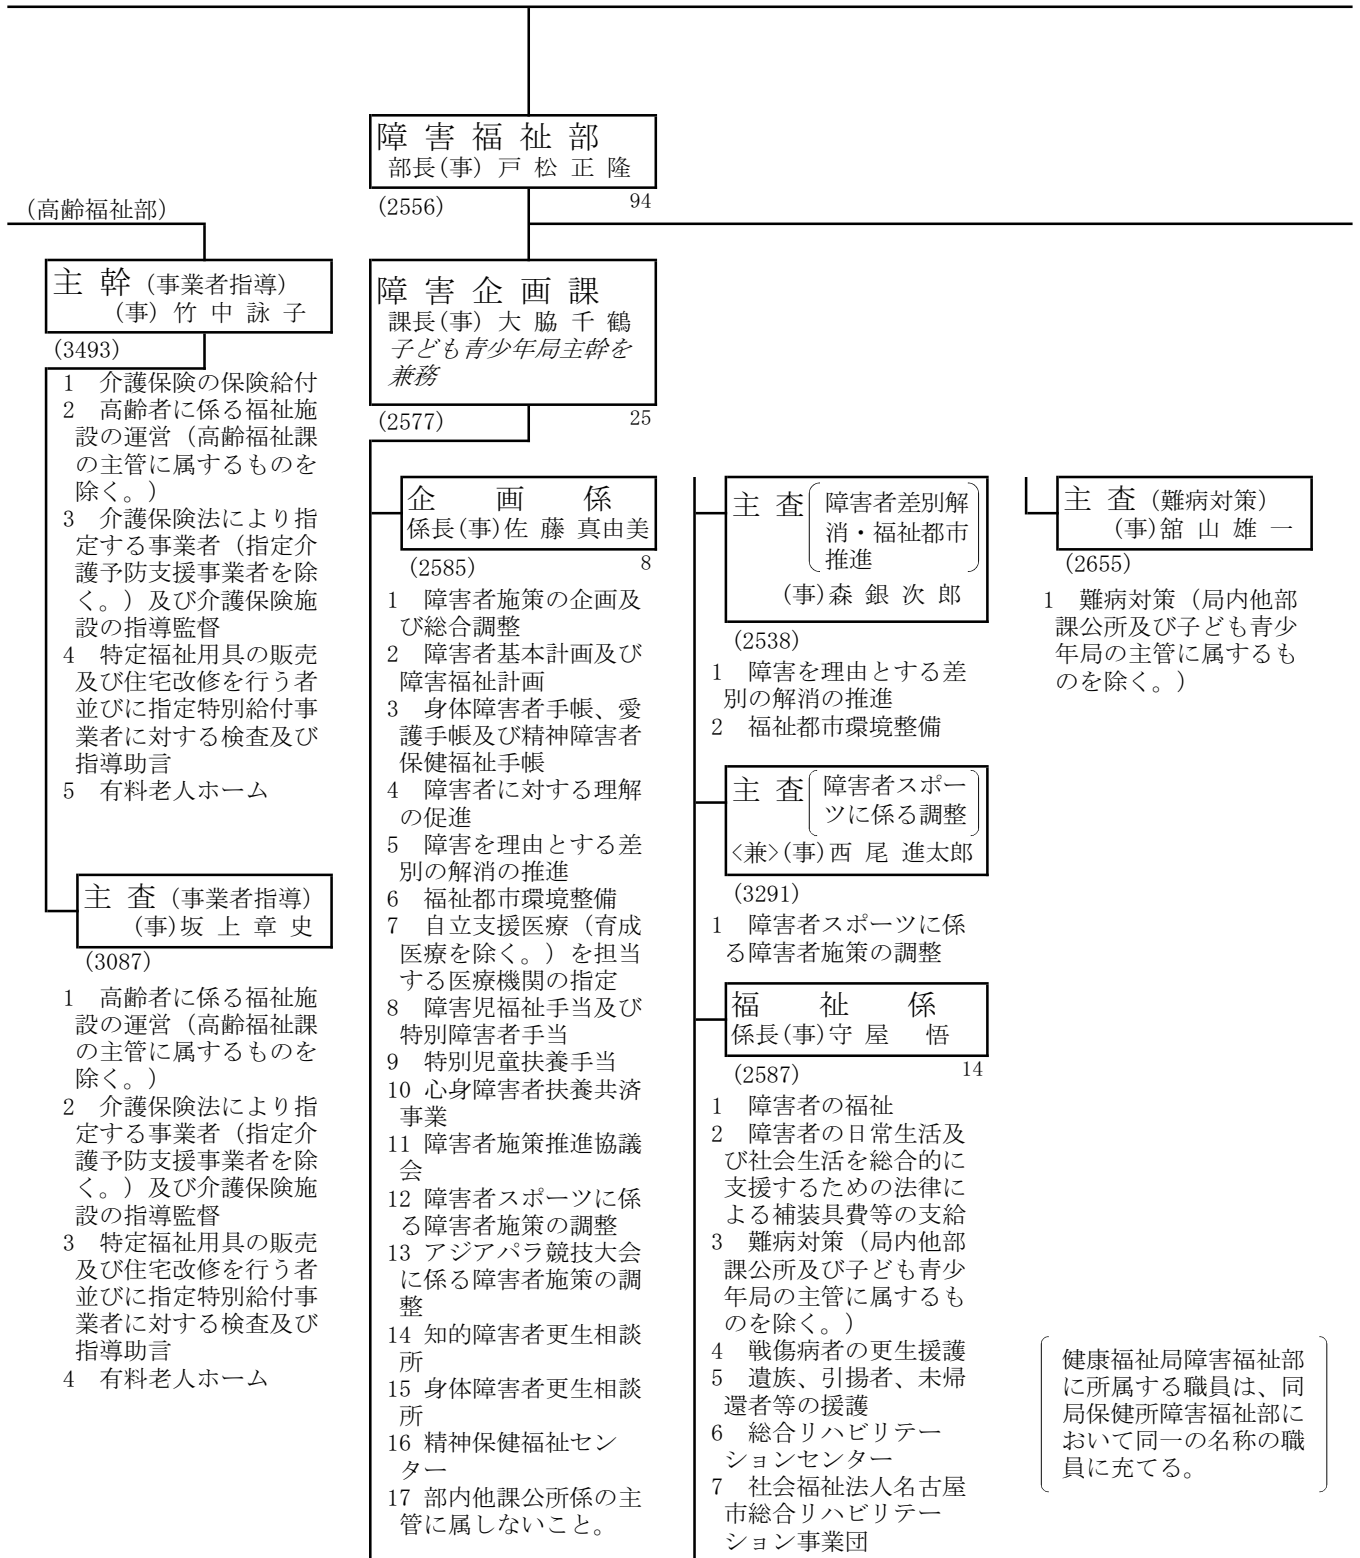 障 害 福 祉 部
部長(事) 戸 松 正 隆
(2556) 94
(高齢福祉部)
主 幹 (事業者指導)
(事) 竹 中 詠 子
(3493)
1 介護保険の保険給付
2 高齢者に係る福祉施
設の運営（高齢福祉課
の主管に属するものを
除く。）
3 介護保険法により指
定する事業者（指定介
護予防支援事業者を除
く。）及び介護保険施
設の指導監督
4 特定福祉用具の販売
及び住宅改修を行う者
並びに指定特別給付事
業者に対する検査及び
指導助言
5 有料老人ホーム
主 査 (事業者指導)
(事)坂 上 章 史
(3087)
1 高齢者に係る福祉施
設の運営（高齢福祉課
の主管に属するものを
除く。）
2 介護保険法により指
定する事業者（指定介
護予防支援事業者を除
く。）及び介護保険施
設の指導監督
3 特定福祉用具の販売
及び住宅改修を行う者
並びに指定特別給付事
業者に対する検査及び
指導助言
4 有料老人ホーム
障 害 企 画 課
課長(事) 大 脇 千 鶴
子ども青少年局主幹を
兼務
(2577) 25
企 画 係
係長(事)佐 藤 真由美
(2585) 8
1 障害者施策の企画及
び総合調整
2 障害者基本計画及び
障害福祉計画
3 身体障害者手帳、愛
護手帳及び精神障害者
保健福祉手帳
4 障害者に対する理解
の促進
5 障害を理由とする差
別の解消の推進
6 福祉都市環境整備
7 自立支援医療（育成
医療を除く。）を担当
する医療機関の指定
8 障害児福祉手当及び
特別障害者手当
9 特別児童扶養手当
10 心身障害者扶養共済
事業
11 障害者施策推進協議
会
12 障害者スポーツに係
る障害者施策の調整
13 アジアパラ競技大会
に係る障害者施策の調
整
14 知的障害者更生相談
所
15 身体障害者更生相談
所
16 精神保健福祉セン
ター
17 部内他課公所係の主
管に属しないこと。
主 査 障害者差別解
消・福祉都市
推進
(事)森 銀 次 郎
(2538)
1 障害を理由とする差
別の解消の推進
2 福祉都市環境整備
主 査 障害者スポー
ツに係る調整
<兼>(事)西 尾 進太郎
(3291)
1 障害者スポーツに係
る障害者施策の調整
福 祉 係
係長(事)守 屋 悟
(2587) 14
1 障害者の福祉
2 障害者の日常生活及
び社会生活を総合的に
支援するための法律に
よる補装具費等の支給
3 難病対策（局内他部
課公所及び子ども青少
年局の主管に属するも
のを除く。）
4 戦傷病者の更生援護
5 遺族、引揚者、未帰
還者等の援護
6 総合リハビリテー
ションセンター
7 社会福祉法人名古屋
市総合リハビリテー
ション事業団
主 査 (難病対策)
(事)舘 山 雄 一
(2655)
1 難病対策（局内他部
課公所及び子ども青少
年局の主管に属するも
のを除く。）
健康福祉局障害福祉部
に所属する職員は、同
局保健所障害福祉部に
おいて同一の名称の職
員に充てる。